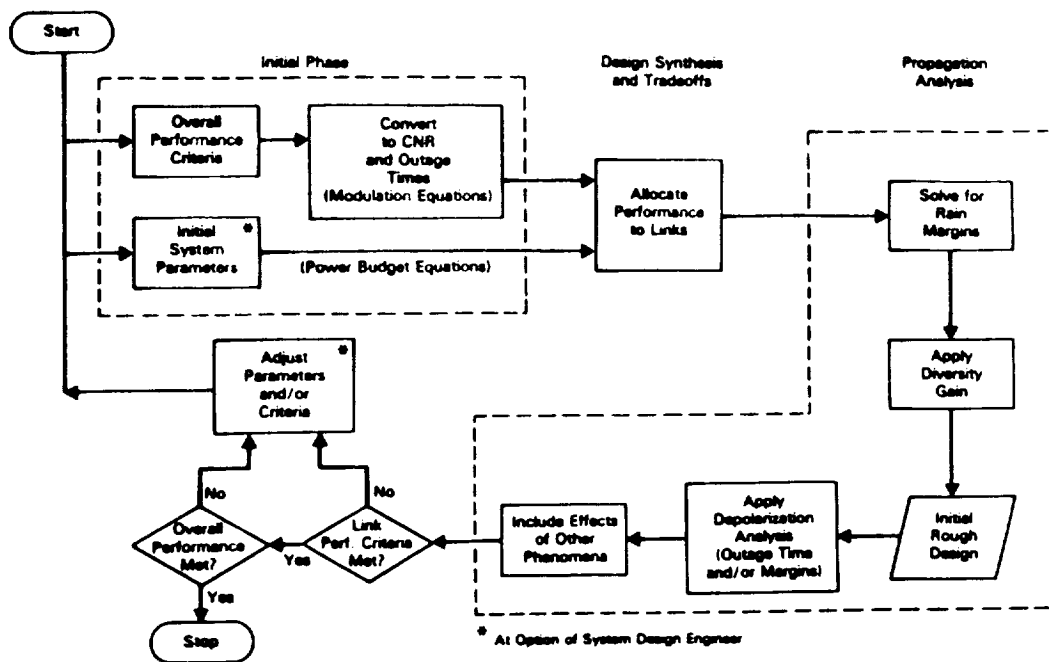 Start
Initial Phase
Design Synthesis
and Tradeoffs
Propagation
Analysis
Overall
Performance
Criteria
Convert
to CNR
and Outage
Times
(Modulation Equations)
Allocate
Performance
to Links
Solve for
Rain
Margins
Initial *
System
Parameters
(Power Budget Equations)
Adjust *
Parameters
and/or
Criteria
Apply
Diversity
Gain
No
No
Overall
Performance
Met?
Yes
Link
Perf. Criteria
Met?
Include Effects
of Other
Phenomena
Apply
Depolarization
Analysis
(Outage Time
and/or Margins)
Initial
Rough
Design
Yes
Stop
* At Option of System Design Engineer